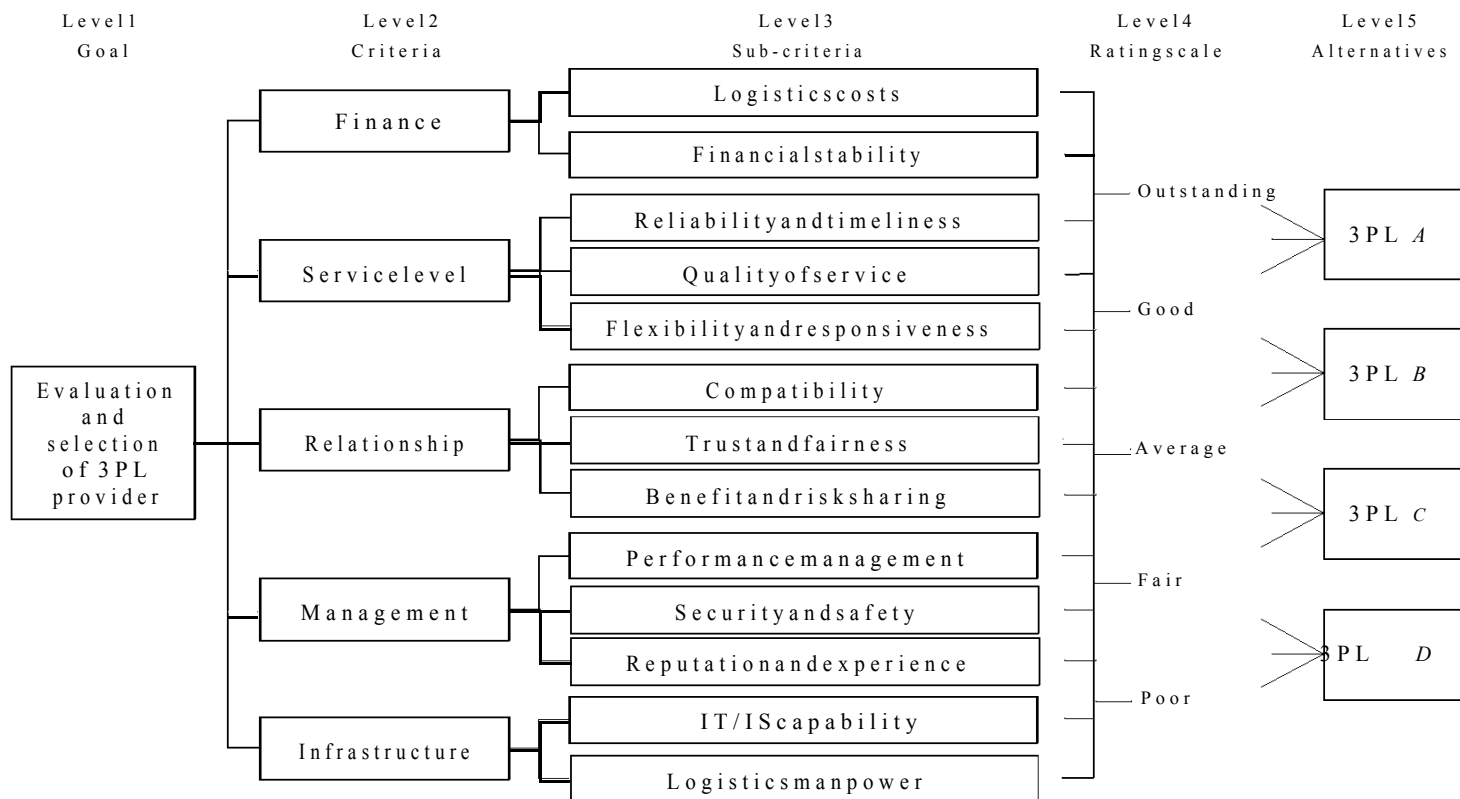 Level1
Goal
Level2
Criteria
Level3
Sub-criteria
Level4
Ratingscale
Level5
Alternatives
Evaluation
and
selection
of 3PL
provider
Finance
Servicelevel
Relationship
Management
Infrastructure
Logisticscosts
Financialstability
Reliabilityandtimeliness
Qualityofservice
Flexibilityandresponsiveness
Compatibility
Trustandfairness
Benefitandrisksharing
Performancemanagement
Securityandsafety
Reputationandexperience
IT/IScapability
Logisticsmanpower
Outstanding
Good
Average
Fair
Poor
3PL A
3PL B
3PL C
3PL D